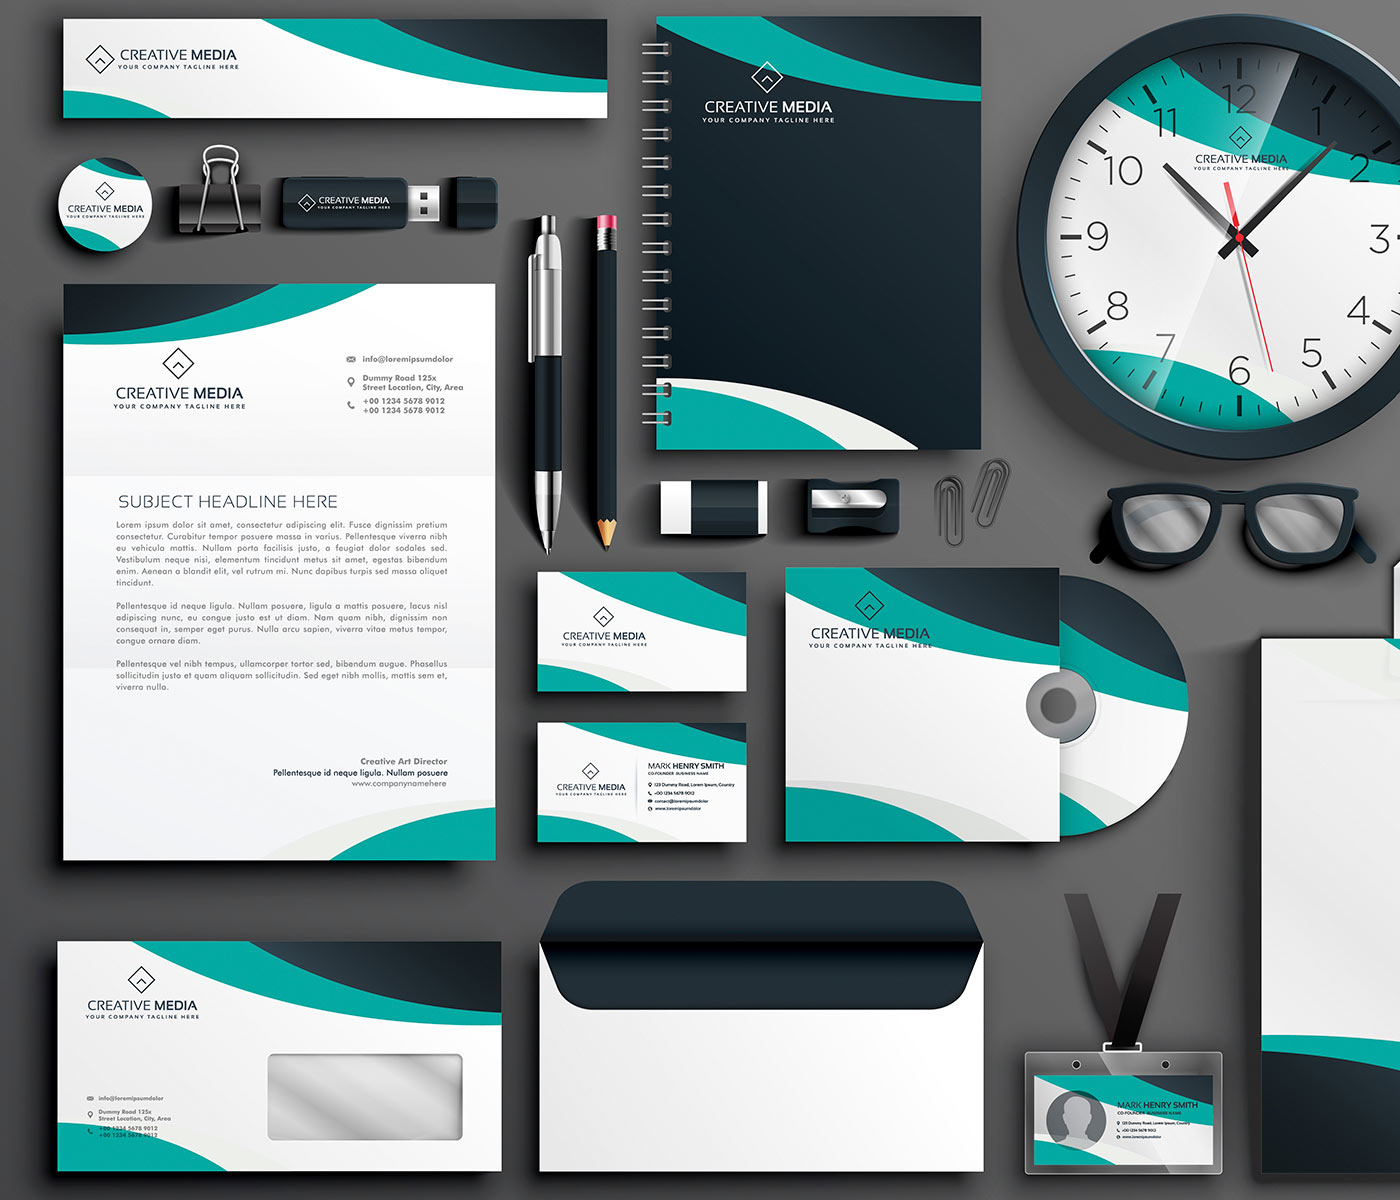 CREATIVE MEDIA
YOUR COMPANY TAGLINE HERE
CREATIVE MEDIA
YOUR COMPANY TAGLINE HERE
12
1
2
3
4
5
6
7
8
9
10
11
CREATIVE MEDIA
YOUR COMPANY TAGLINE HERE
CREATIVE MEDIA
YOUR COMPANY TAGLINE HERE
CREATIVE MEDIA
YOUR COMPANY TAGLINE HERE
CREATIVE MEDIA
YOUR COMPANY TAGLINE HERE
info@loremipsumdolor
Dummy Road 125x
Street Location, City, Area
+00 1234 5678 9012
+00 1234 5678 9012
SUBJECT HEADLINE HERE
Lorem ipsum dolor sit amet, consectetur adipiscing elit. Fusce dignissim pretium
consectetur. Curabitur tempor posuere massa in varius. Pellentesque viverra nibh
eu vehicula mattis. Nullam porta facilisis justo, a feugiat dolor sodales sed.
Vestibulum neque nisi, elementum tincidunt metus sit amet, egestas bibendum
enim. Aenean a blandit elit, vel rutrum mi. Nunc dapibus turpis sed massa aliquet
tincidunt.
Pellentesque id neque ligula. Nullam posuere, ligula a mattis posuere, lacus nisl
adipiscing nunc, eu congue justo est ut diam. Nam quam nibh, dignissim non
consequat in, semper eget purus. Nulla arcu sapien, viverra vitae metus tempor,
congue ornare diam.
Pellentesque vel nibh tempus, ullamcorper tortor sed, bibendum augue. Phasellus
sollicitudin justo et quam aliquam sollicitudin. Sed eget nibh mollis, mattis sem et,
viverra nulla.
Creative Art Director
Pellentesque id neque ligula. Nullam posuere
www.companynamehere
CREATIVE MEDIA
YOUR COMPANY TAGLINE HERE
CREATIVE MEDIA
YOUR COMPANY TAGLINE HERE
CREATIVE MEDIA
YOUR COMPANY TAGLINE HERE
MARK HENRY SMITH
CO-FOUNDER BUSINESS NAME
123 Dummy Road, Lorem Ipsum, Country
+00 1234 5678 9012
contact@loremipsumdolor
www.loremipsumdolor
CREATIVE MEDIA
YOUR COMPANY TAGLINE HERE
info@loremipsumdolor
Dummy Road 125x
Street Location, City, Area
+00 1234 5678 9012
+00 1234 5678 9012
MARK HENRY SMITH
CO-FOUNDER BUSINESS NAME
123 Dummy Road, Lorem Ipsum, Country
+00 1234 5678 9012
www.loremipsumdolor